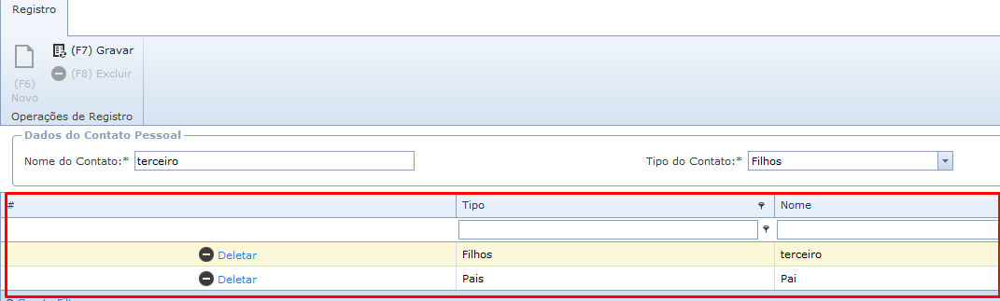 Registro
(F7) Gravar
(F8) Excluir
(F6)
Novo
Operações de Registro
Dados do Contato Pessoal
Nome do Contato:* terceiro Tipo do Contato:* Filhos
# Tipo Nome
Deletar Filhos terceiro
Deletar Pais Pai